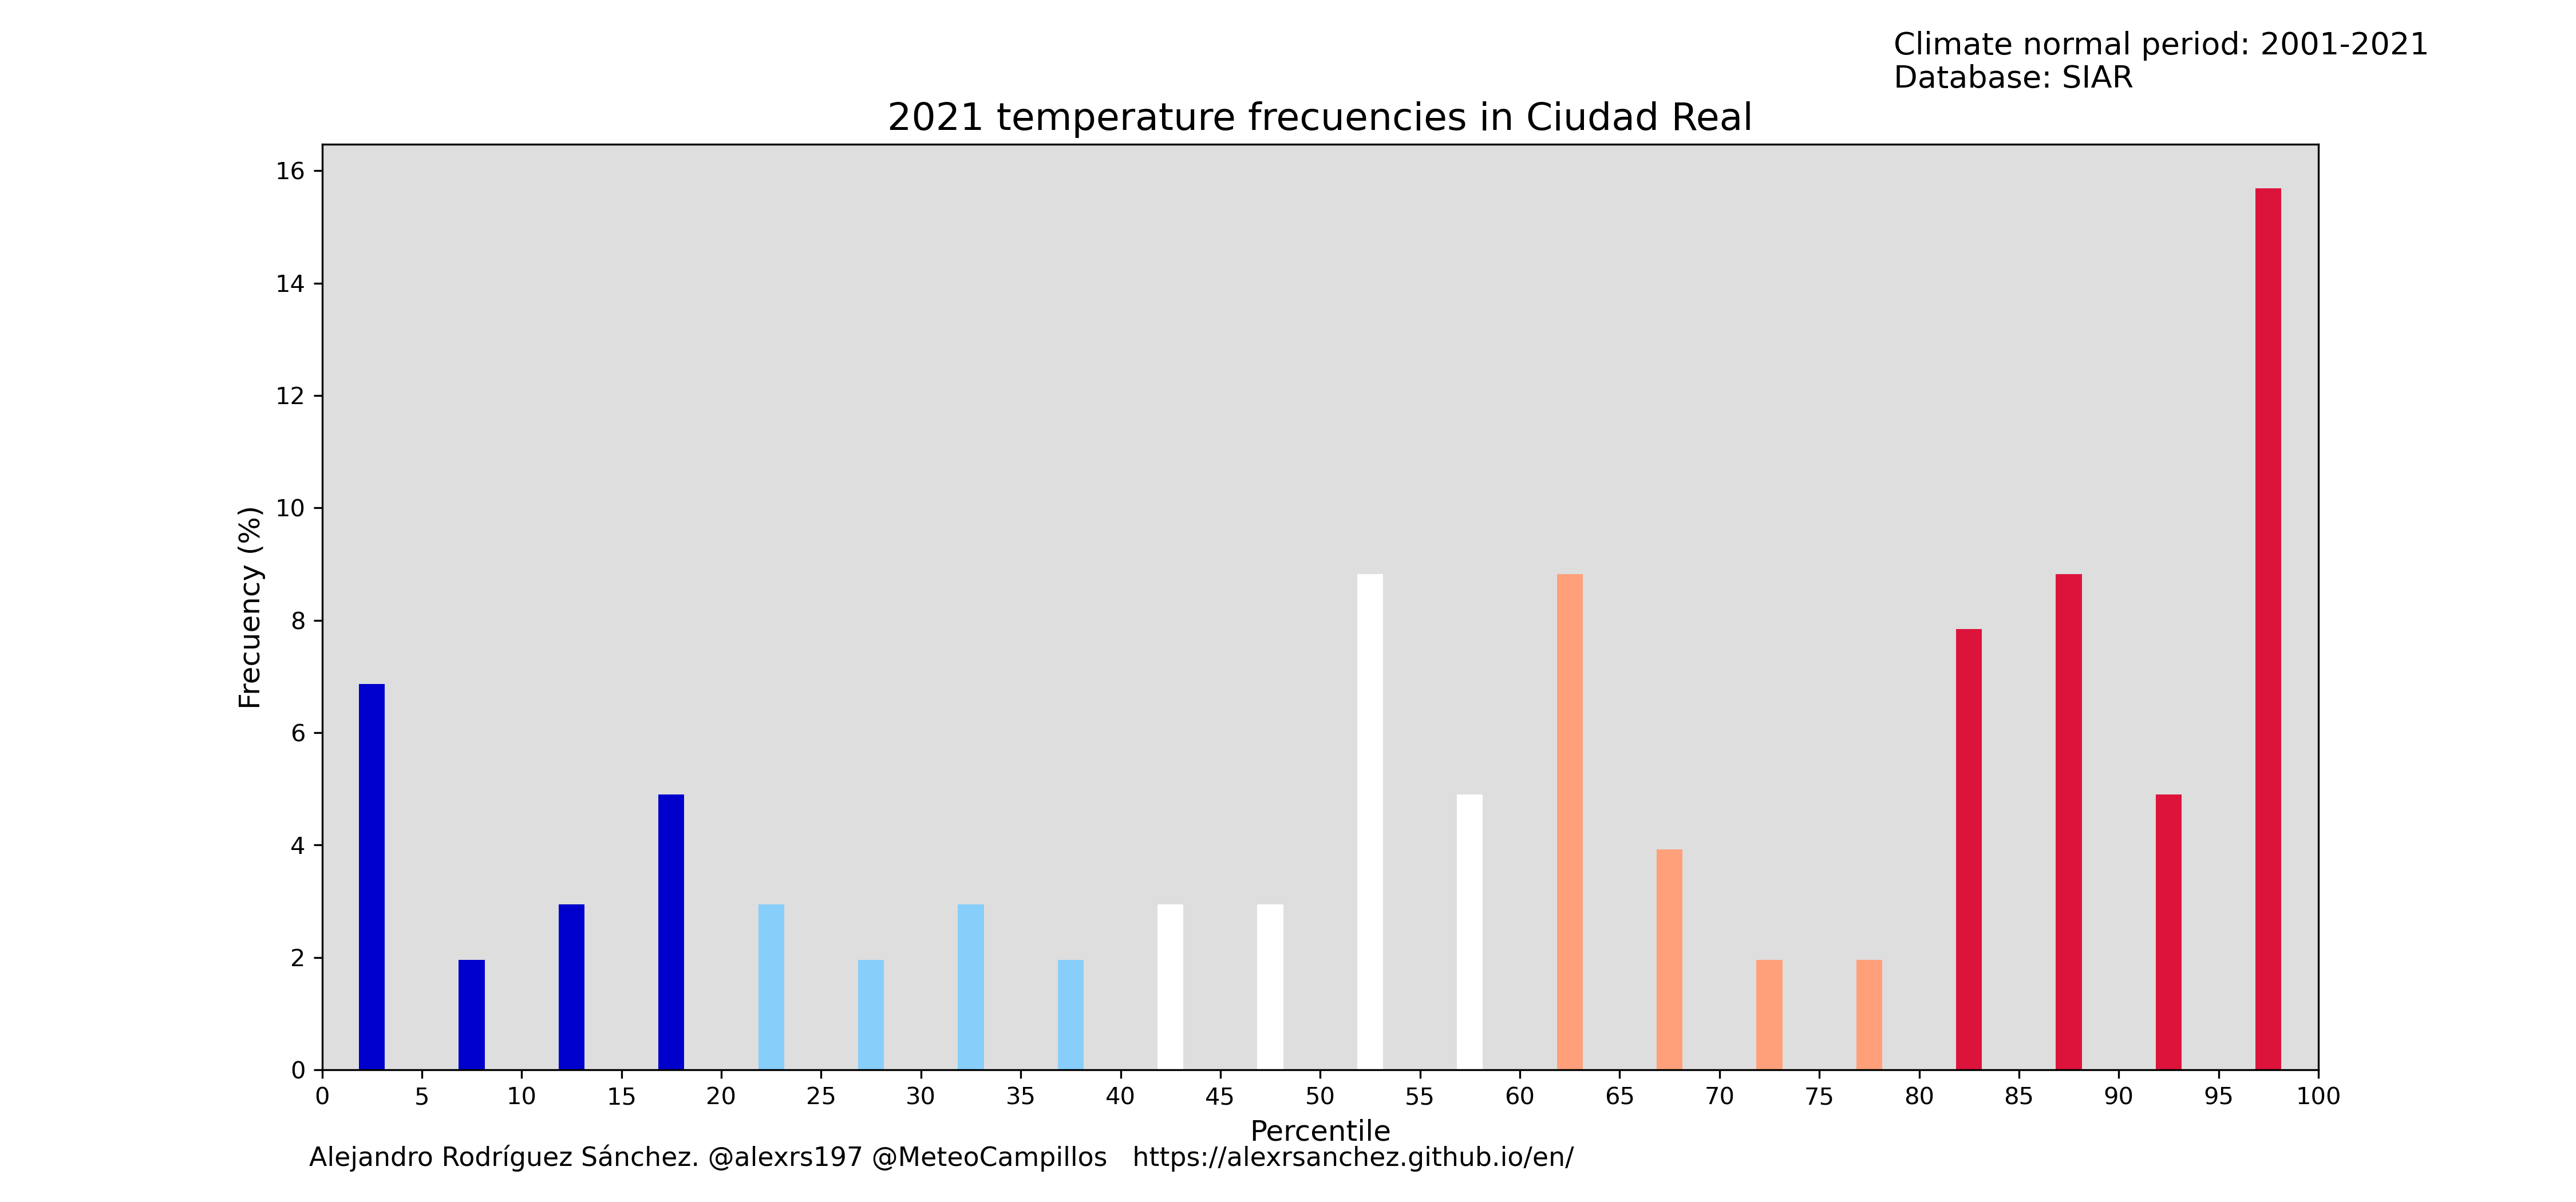 Climate normal period: 2001-2021
Database: SIAR
2021 temperature frecuencies in Ciudad Real
16
14
12
10
8
6
4
2
0
Frecuency (%)
0 5 10 15 20 25 30 35 40 45 50 55 60 65 70 75 80 85 90 95 100
Percentile
Alejandro Rodríguez Sánchez. @alexrs197 @MeteoCampillos https://alexrsanchez.github.io/en/